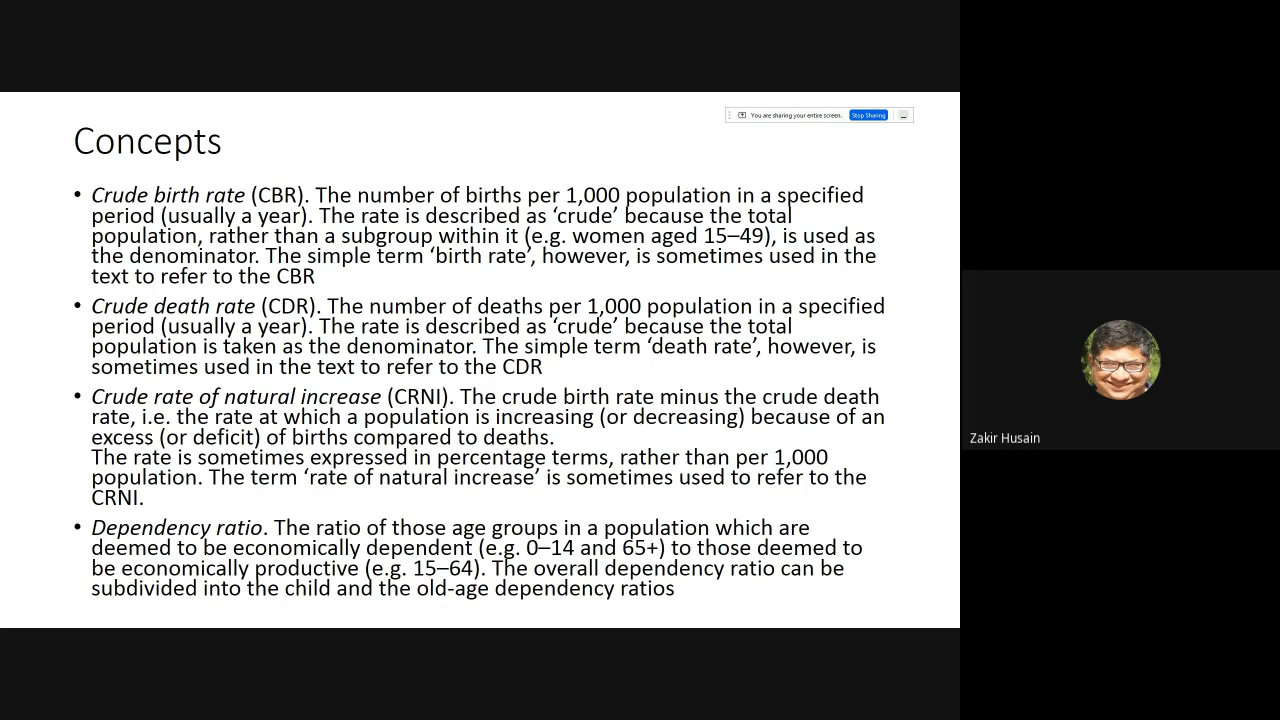 You are sharing your entire screen.
Stop Sharing
Concepts
• Crude birth rate (CBR). The number of births per 1,000 population in a specified
period (usually a year). The rate is described as ‘crude’ because the total
population, rather than a subgroup within it (e.g. women aged 15–49), is used as
the denominator. The simple term ‘birth rate’, however, is sometimes used in the
text to refer to the CBR
• Crude death rate (CDR). The number of deaths per 1,000 population in a specified
period (usually a year). The rate is described as ‘crude’ because the total
population is taken as the denominator. The simple term ‘death rate’, however, is
sometimes used in the text to refer to the CDR
• Crude rate of natural increase (CRNI). The crude birth rate minus the crude death
rate, i.e. the rate at which a population is increasing (or decreasing) because of an
excess (or deficit) of births compared to deaths.
The rate is sometimes expressed in percentage terms, rather than per 1,000
population. The term ‘rate of natural increase’ is sometimes used to refer to the
CRNI.
• Dependency ratio. The ratio of those age groups in a population which are
deemed to be economically dependent (e.g. 0–14 and 65+) to those deemed to
be economically productive (e.g. 15–64). The overall dependency ratio can be
subdivided into the child and the old-age dependency ratios
Zakir Husain